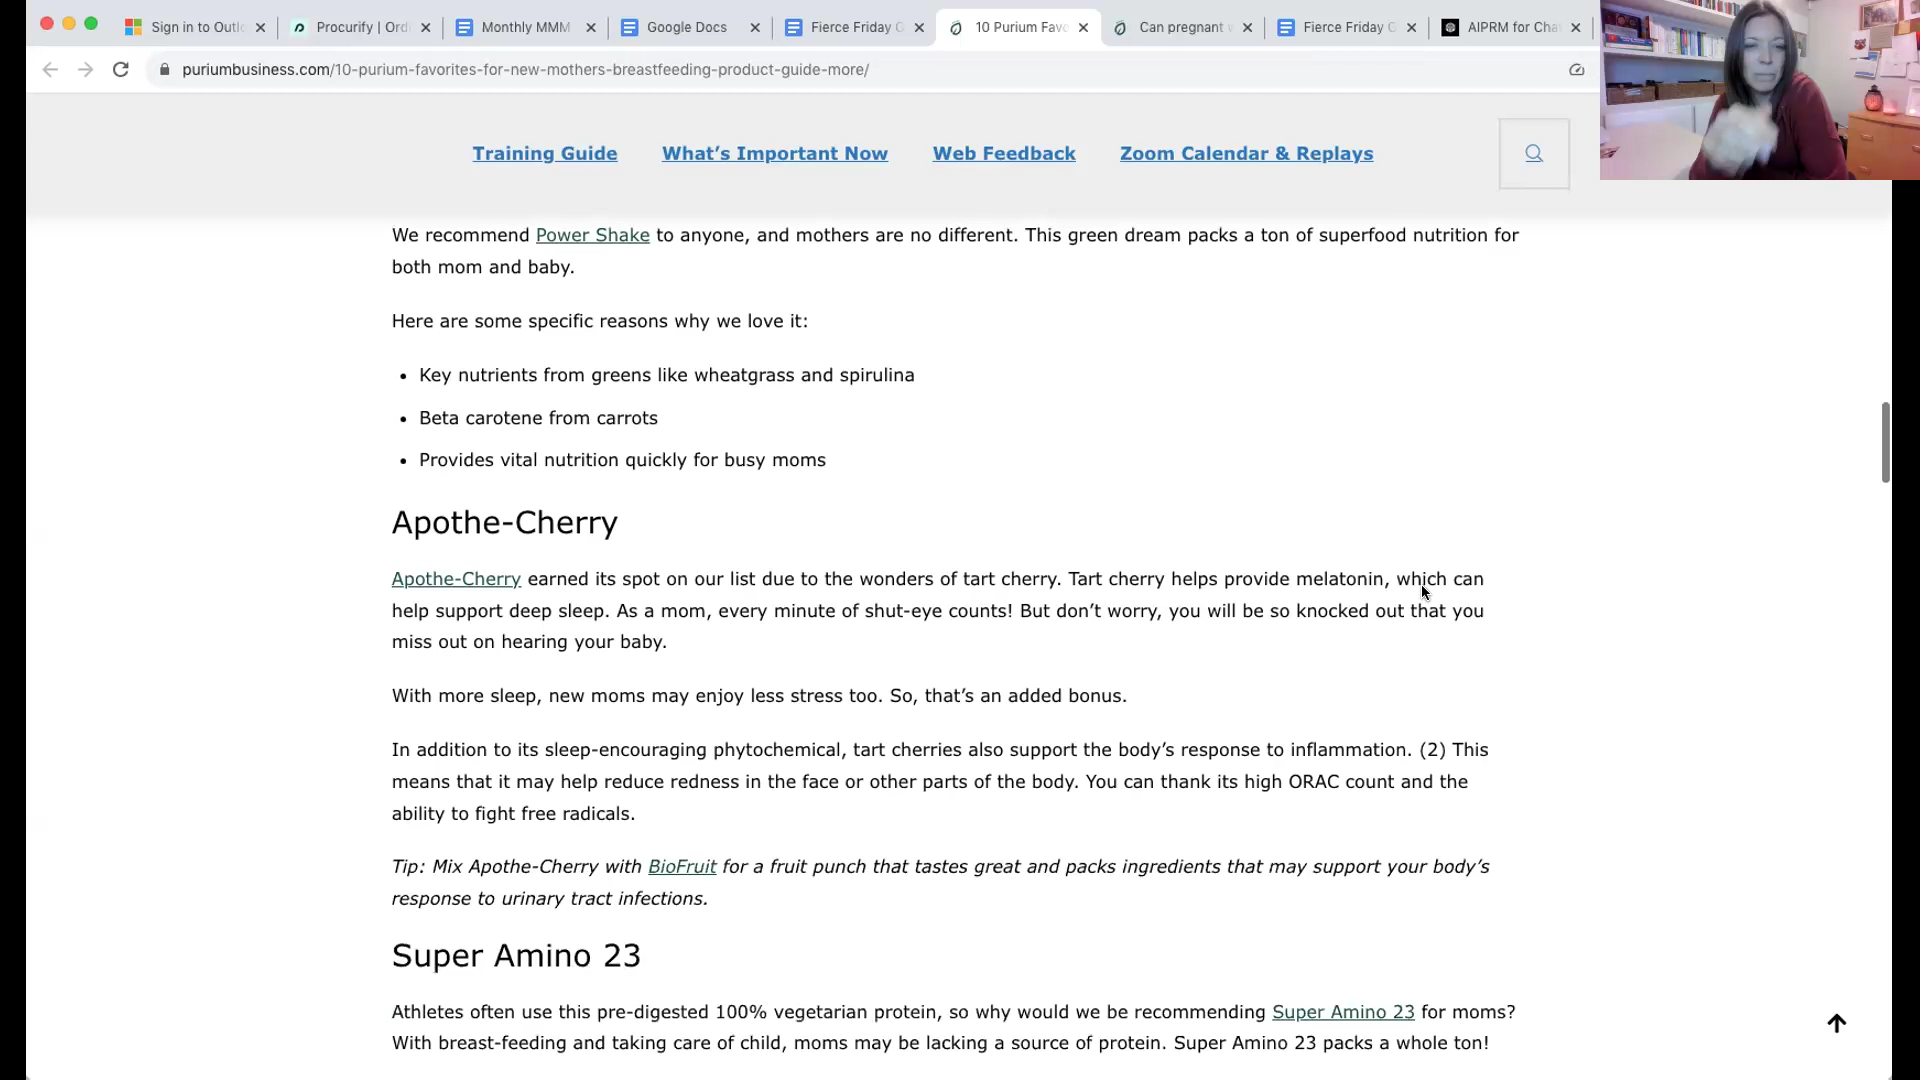 Sign in to Outlo
Procurify | Ord
Monthly MMM
Google Docs
Fierce Friday G
10 Purium Favo
Can pregnant w
Fierce Friday G
AIPRM for Cha
puriumbusiness.com/10-purium-favorites-for-new-mothers-breastfeeding-product-guide-more/
Training Guide
What's Important Now
Web Feedback
Zoom Calendar & Replays
We recommend Power Shake to anyone, and mothers are no different. This green dream packs a ton of superfood nutrition for
both mom and baby.
Here are some specific reasons why we love it:
• Key nutrients from greens like wheatgrass and spirulina
• Beta carotene from carrots
• Provides vital nutrition quickly for busy moms
Apothe-Cherry
Apothe-Cherry earned its spot on our list due to the wonders of tart cherry. Tart cherry helps provide melatonin, which can
help support deep sleep. As a mom, every minute of shut-eye counts! But don't worry, you will be so knocked out that you
miss out on hearing your baby.
With more sleep, new moms may enjoy less stress too. So, that's an added bonus.
In addition to its sleep-encouraging phytochemical, tart cherries also support the body's response to inflammation. (2) This
means that it may help reduce redness in the face or other parts of the body. You can thank its high ORAC count and the
ability to fight free radicals.
Tip: Mix Apothe-Cherry with BioFruit for a fruit punch that tastes great and packs ingredients that may support your body's
response to urinary tract infections.
Super Amino 23
Athletes often use this pre-digested 100% vegetarian protein, so why would we be recommending Super Amino 23 for moms?
With breast-feeding and taking care of child, moms may be lacking a source of protein. Super Amino 23 packs a whole ton!